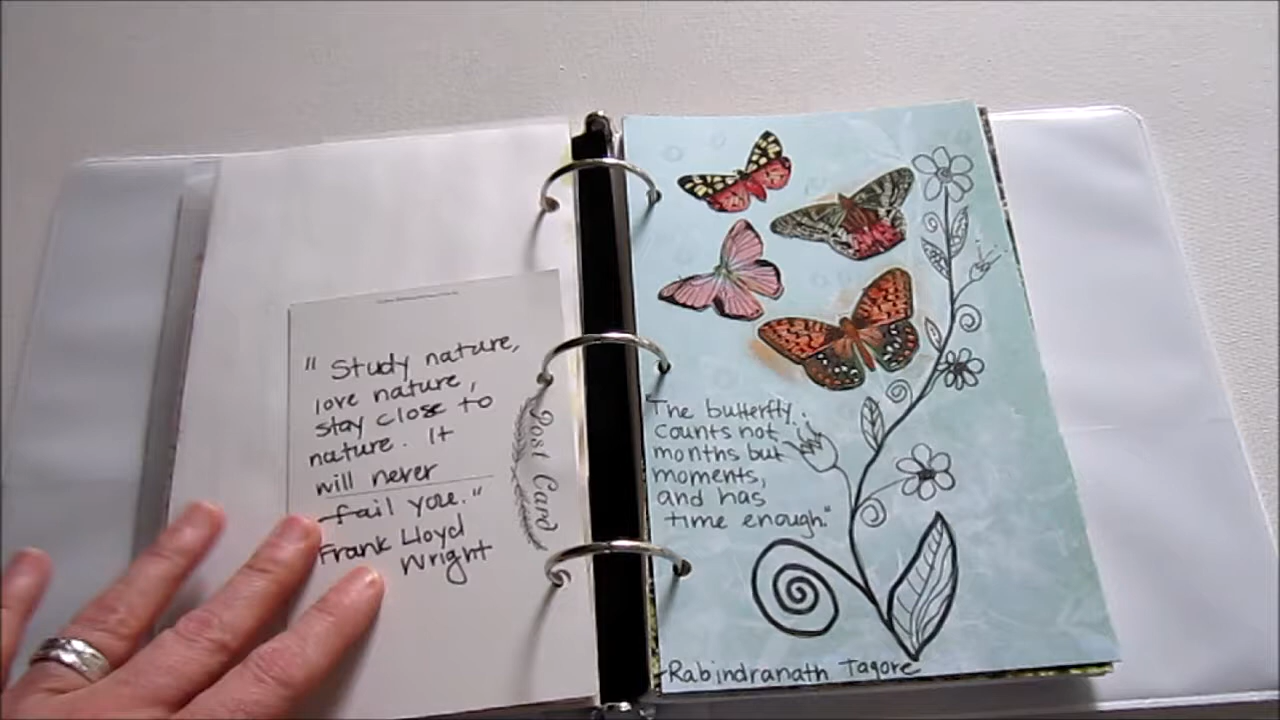 " Study nature,
love nature,
stay close to
nature. It
will never
fail you."
Frank Lloyd
Wright
Post Card
"The butterfly
counts not
months but
moments,
and has
time enough."
-Rabindranath Tagore